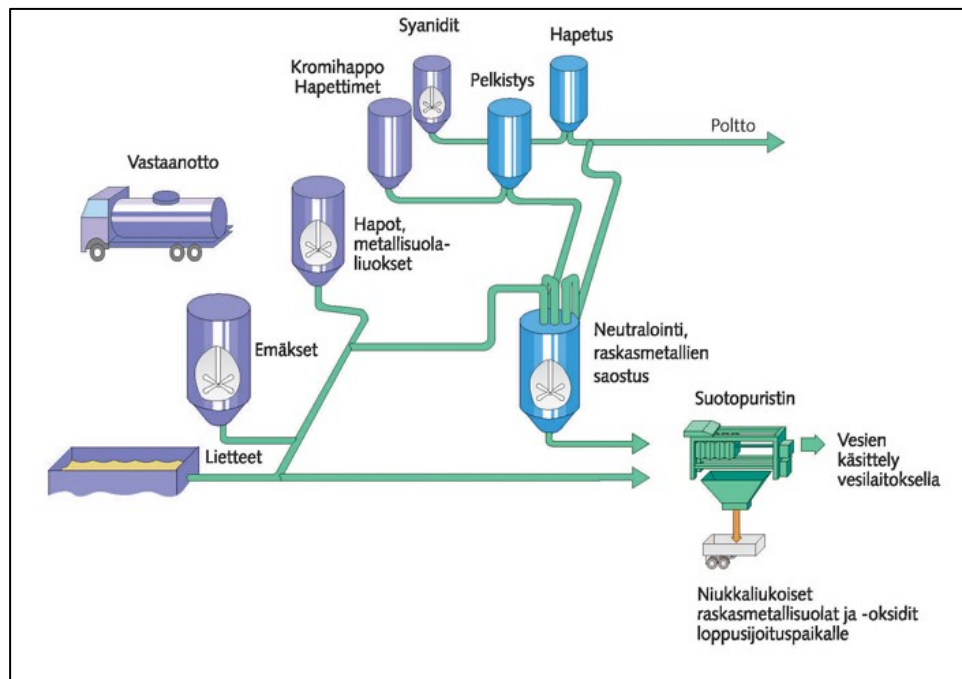 Syanidit
Hapetus
Kromihappo
Hapettimet
Pelkistys
Poltto
Vastaanotto
Hapot,
metallisuola-
liuokset
Emäkset
Neutralointi,
raskasmetallien
saostus
Suotopuristin
Lietteet
Vesien
käsittely
vesilaitoksella
Niukkaliukoiset
raskasmetallisuolat ja -oksidit
loppusijoituspaikalle